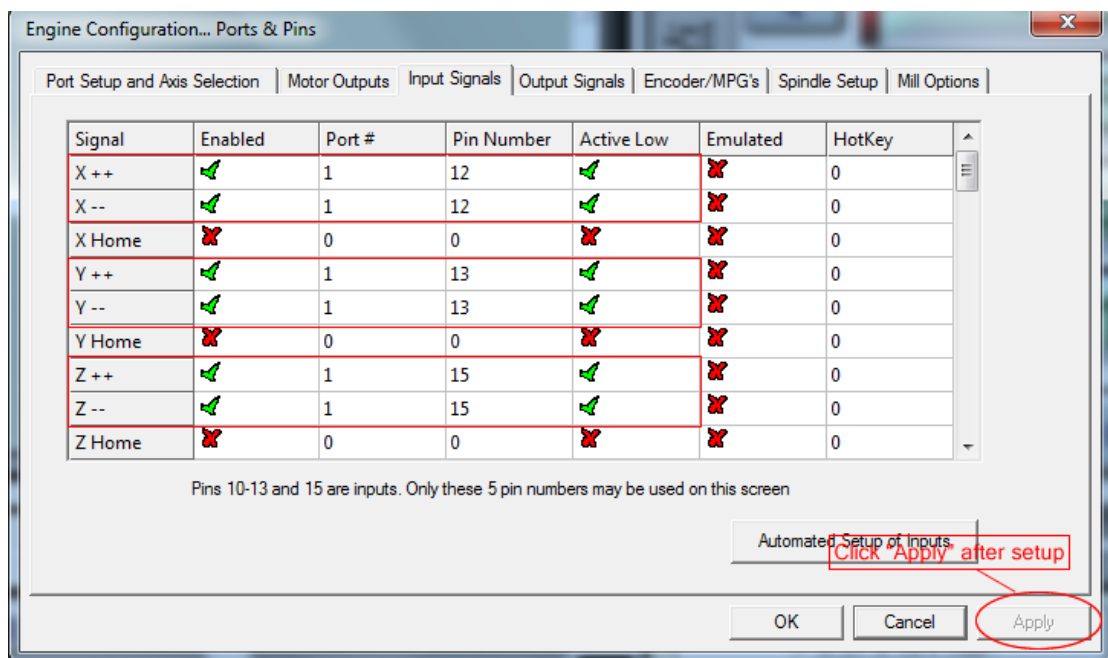 Engine Configuration... Ports & Pins
Port Setup and Axis Selection Motor Outputs Input Signals Output Signals Encoder/MPG's Spindle Setup Mill Options
Signal Enabled Port # Pin Number Active Low Emulated HotKey
X ++ 1 12 0
X -- 1 12 0
X Home 0 0 0
Y ++ 1 13 0
Y -- 1 13 0
Y Home 0 0 0
Z ++ 1 15 0
Z -- 1 15 0
Z Home 0 0 0
Pins 10-13 and 15 are inputs. Only these 5 pin numbers may be used on this screen
Automated Setup of Inputs
Click "Apply" after setup
OK Cancel Apply